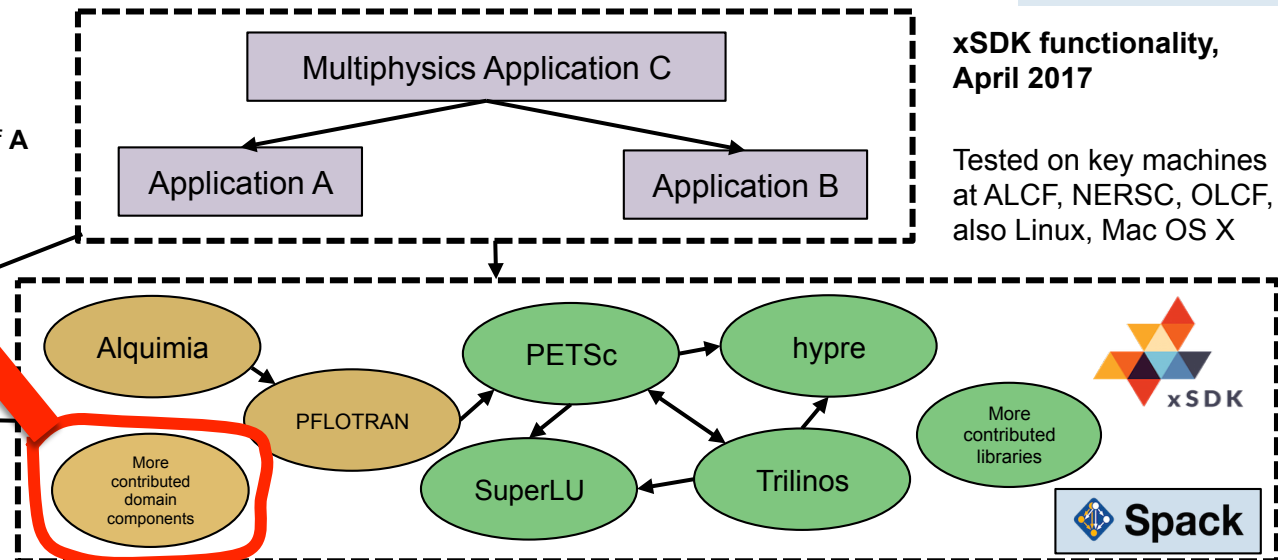 Multiphysics Application C
xSDK functionality,
April 2017
A
Application A
Application B
Tested on key machines
at ALCF, NERSC, OLCF,
also Linux, Mac OS X
Alquimia
PETSc
hypre
xSDK
PFLOTRAN
More
contributed
libraries
More
contributed
domain
components
SuperLU
Trilinos
Spack